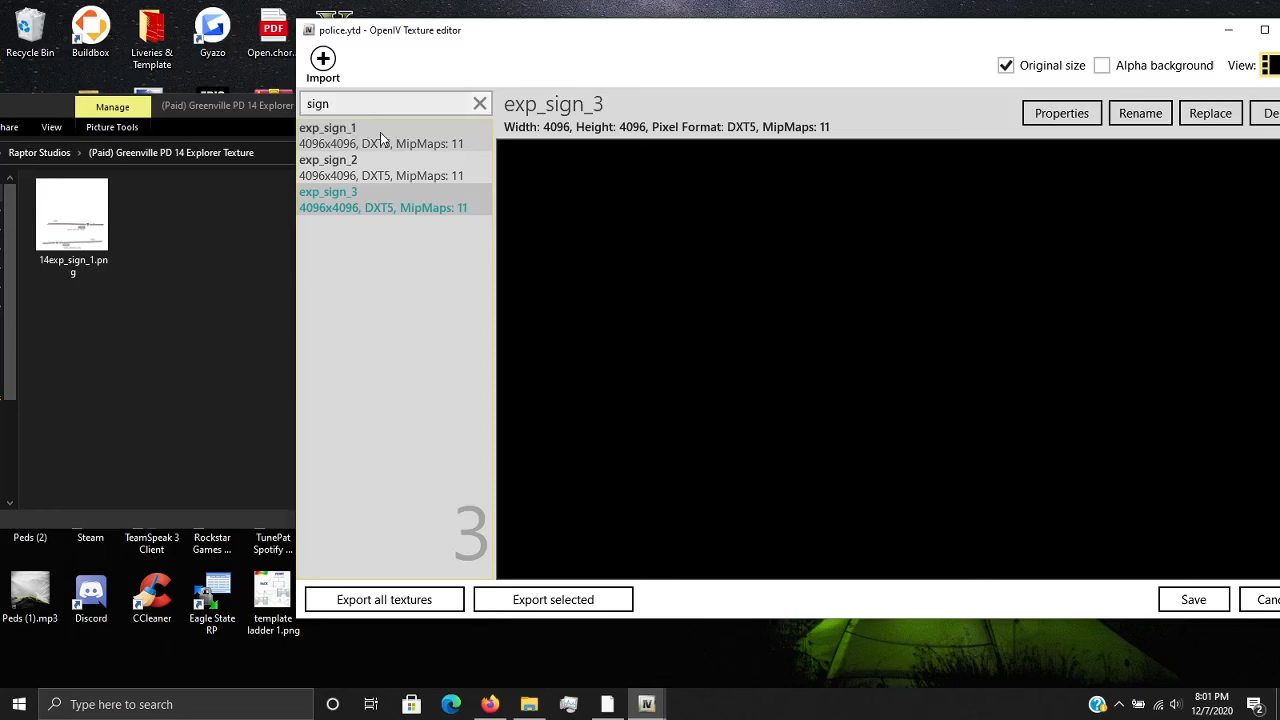 Recycle Bin
Buildbox
Liveries &
Template
Gyazo
PDF
Open.chor...
police.ytd - OpenIV Texture editor
Import
Original size
Alpha background
View:
Manage
(Paid) Greenville PD 14 Explorer
hare
View
Picture Tools
Raptor Studios
(Paid) Greenville PD 14 Explorer Texture
14exp_sign_1.pn
g
sign
exp_sign_1
4096x4096, DXT5, MipMaps: 11
exp_sign_2
4096x4096, DXT5, MipMaps: 11
exp_sign_3
4096x4096, DXT5, MipMaps: 11
3
exp_sign_3
Width: 4096, Height: 4096, Pixel Format: DXT5, MipMaps: 11
Properties
Rename
Replace
De
Export all textures
Export selected
Save
Canc
Peds (2)
Steam
TeamSpeak 3
Client
Rockstar
Games ...
TunePat
Spotify ...
Peds (1).mp3
Discord
CCleaner
Eagle State
RP
template
ladder 1.png
Type here to search
8:01 PM
12/7/2020
2